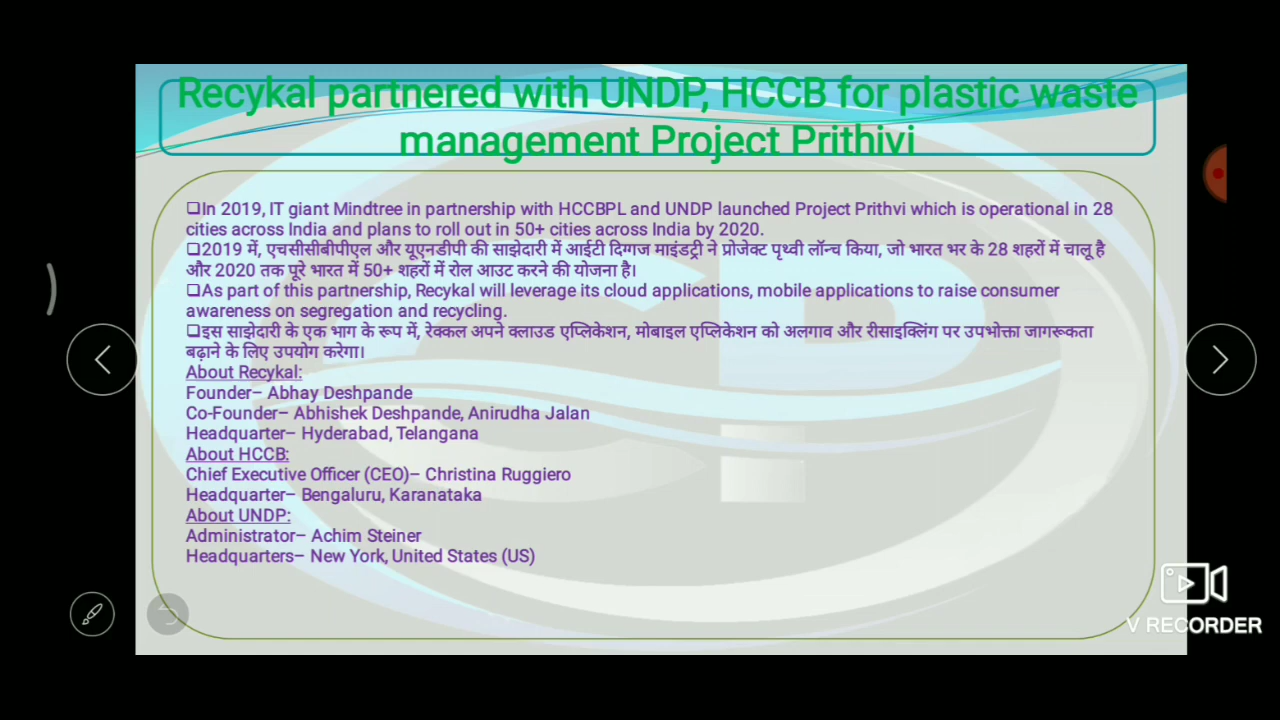 Recykal partnered with UNDP, HCCB for plastic waste
management Project Prithivi
❑In 2019, IT giant Mindtree in partnership with HCCBPL and UNDP launched Project Prithvi which is operational in 28
cities across India and plans to roll out in 50+ cities across India by 2020.
❑2019 में, एचसीसीबीपीएल और यूएनडीपी की साझेदारी में आईटी दिग्गज माइंडट्री ने प्रोजेक्ट पृथ्वी लॉन्च किया, जो भारत भर के 28 शहरों में चालू है
और 2020 तक पूरे भारत में 50+ शहरों में रोल आउट करने की योजना है।
❑As part of this partnership, Recykal will leverage its cloud applications, mobile applications to raise consumer
awareness on segregation and recycling.
❑इस साझेदारी के एक भाग के रूप में, रेक्कल अपने क्लाउड एप्लिकेशन, मोबाइल एप्लिकेशन को अलगाव और रीसाइक्लिंग पर उपभोक्ता जागरूकता
बढ़ाने के लिए उपयोग करेगा।
About Recykal:
Founder– Abhay Deshpande
Co-Founder– Abhishek Deshpande, Anirudha Jalan
Headquarter– Hyderabad, Telangana
About HCCB:
Chief Executive Officer (CEO)– Christina Ruggiero
Headquarter– Bengaluru, Karanataka
About UNDP:
Administrator– Achim Steiner
Headquarters– New York, United States (US)
V RECORDER